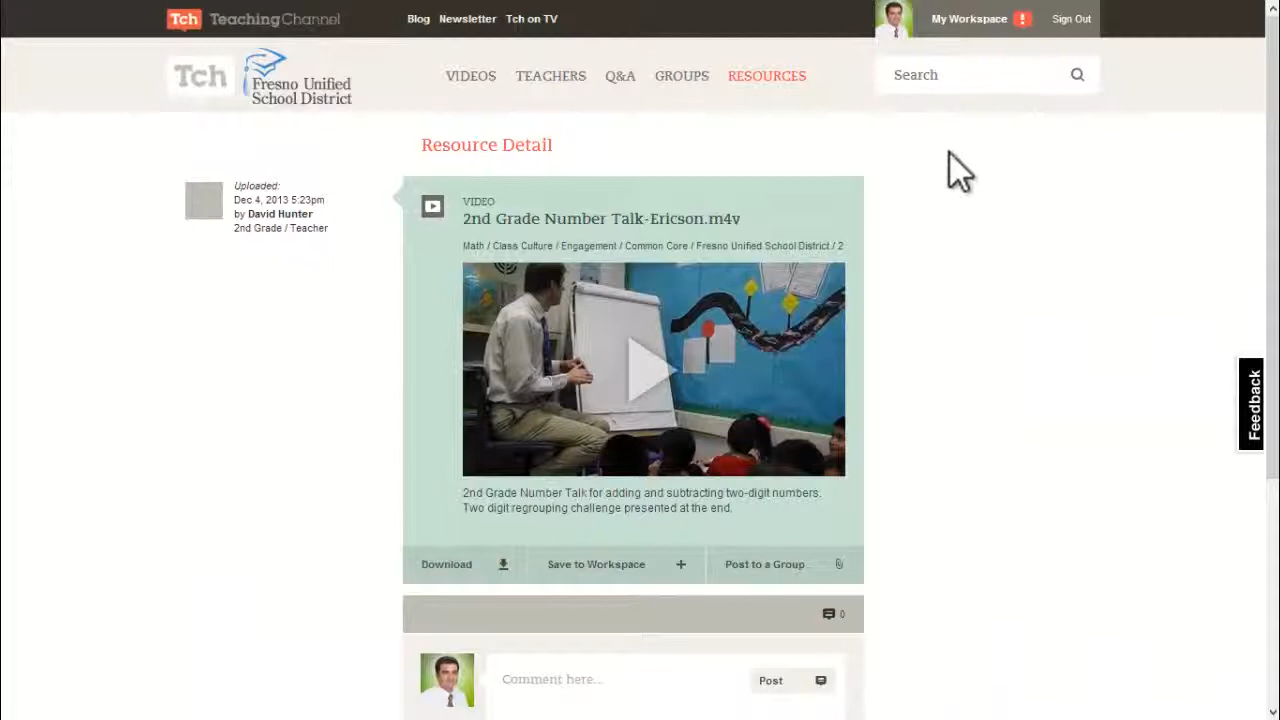 Tch TeachingChannel
Blog Newsletter Tch on TV
My Workspace ! Sign Out
Tch Fresno Unified School District
VIDEOS TEACHERS Q&A GROUPS RESOURCES
Search
Resource Detail
Uploaded:
Dec 4, 2013 5:23pm
by David Hunter
2nd Grade / Teacher
VIDEO
2nd Grade Number Talk-Ericson.m4v
Math / Class Culture / Engagement / Common Core / Fresno Unified School District / 2
2nd Grade Number Talk for adding and subtracting two-digit numbers.
Two digit regrouping challenge presented at the end.
Download Save to Workspace + Post to a Group
0
Comment here... Post
Feedback